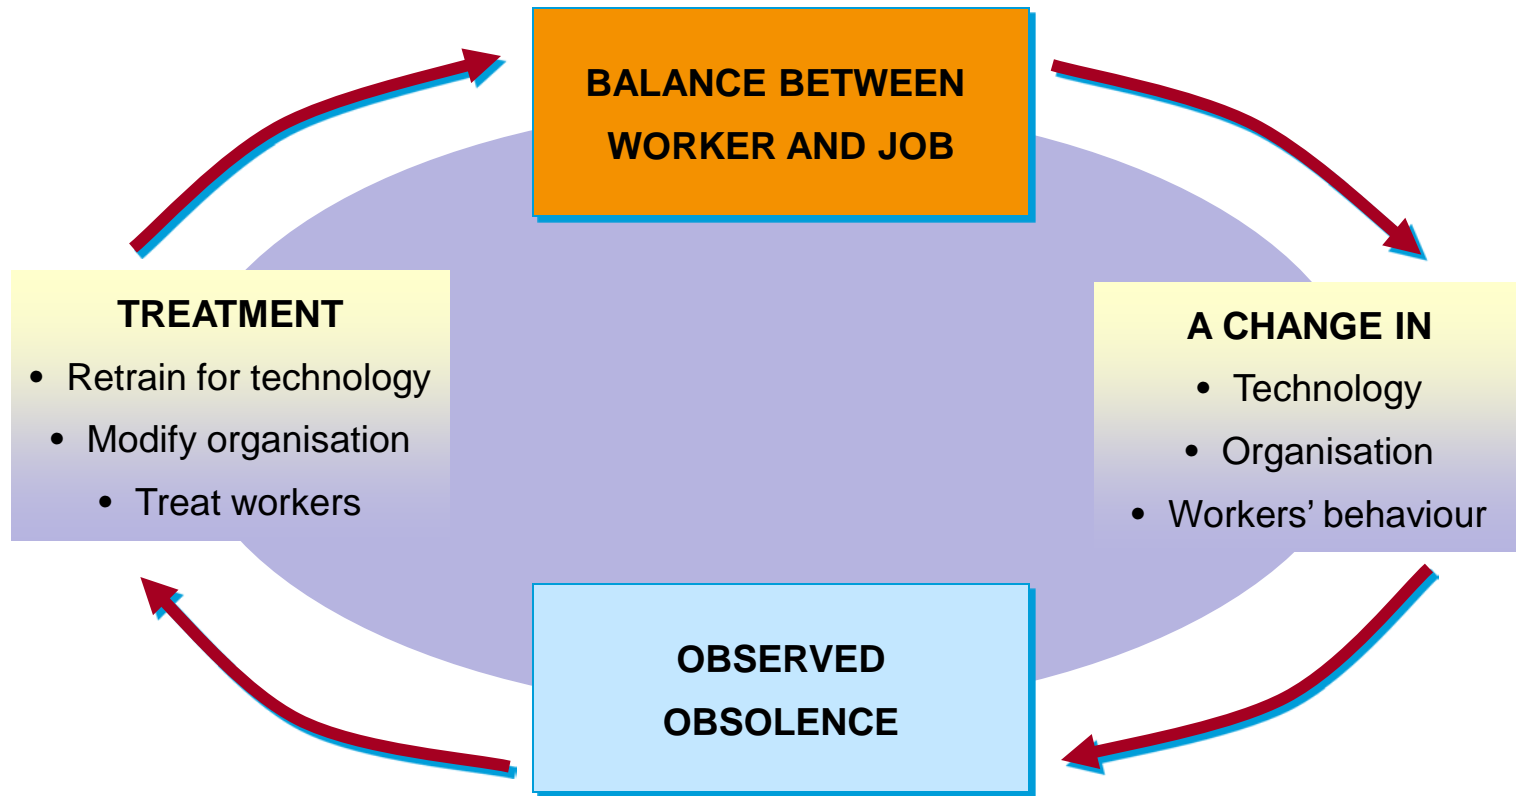 BALANCE BETWEEN
WORKER AND JOB
TREATMENT
• Retrain for technology
• Modify organisation
• Treat workers
A CHANGE IN
• Technology
• Organisation
• Workers’ behaviour
OBSERVED
OBSOLENCE